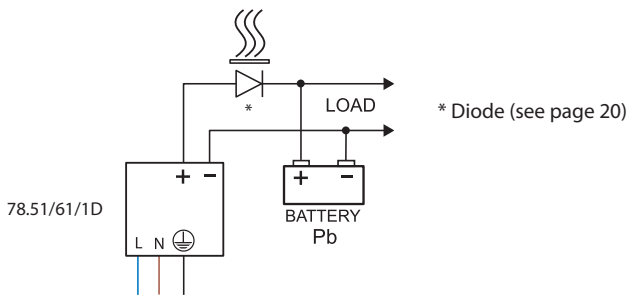 *
LOAD
* Diode (see page 20)
+ -
+ -
78.51/61/1D
BATTERY
Pb
L N